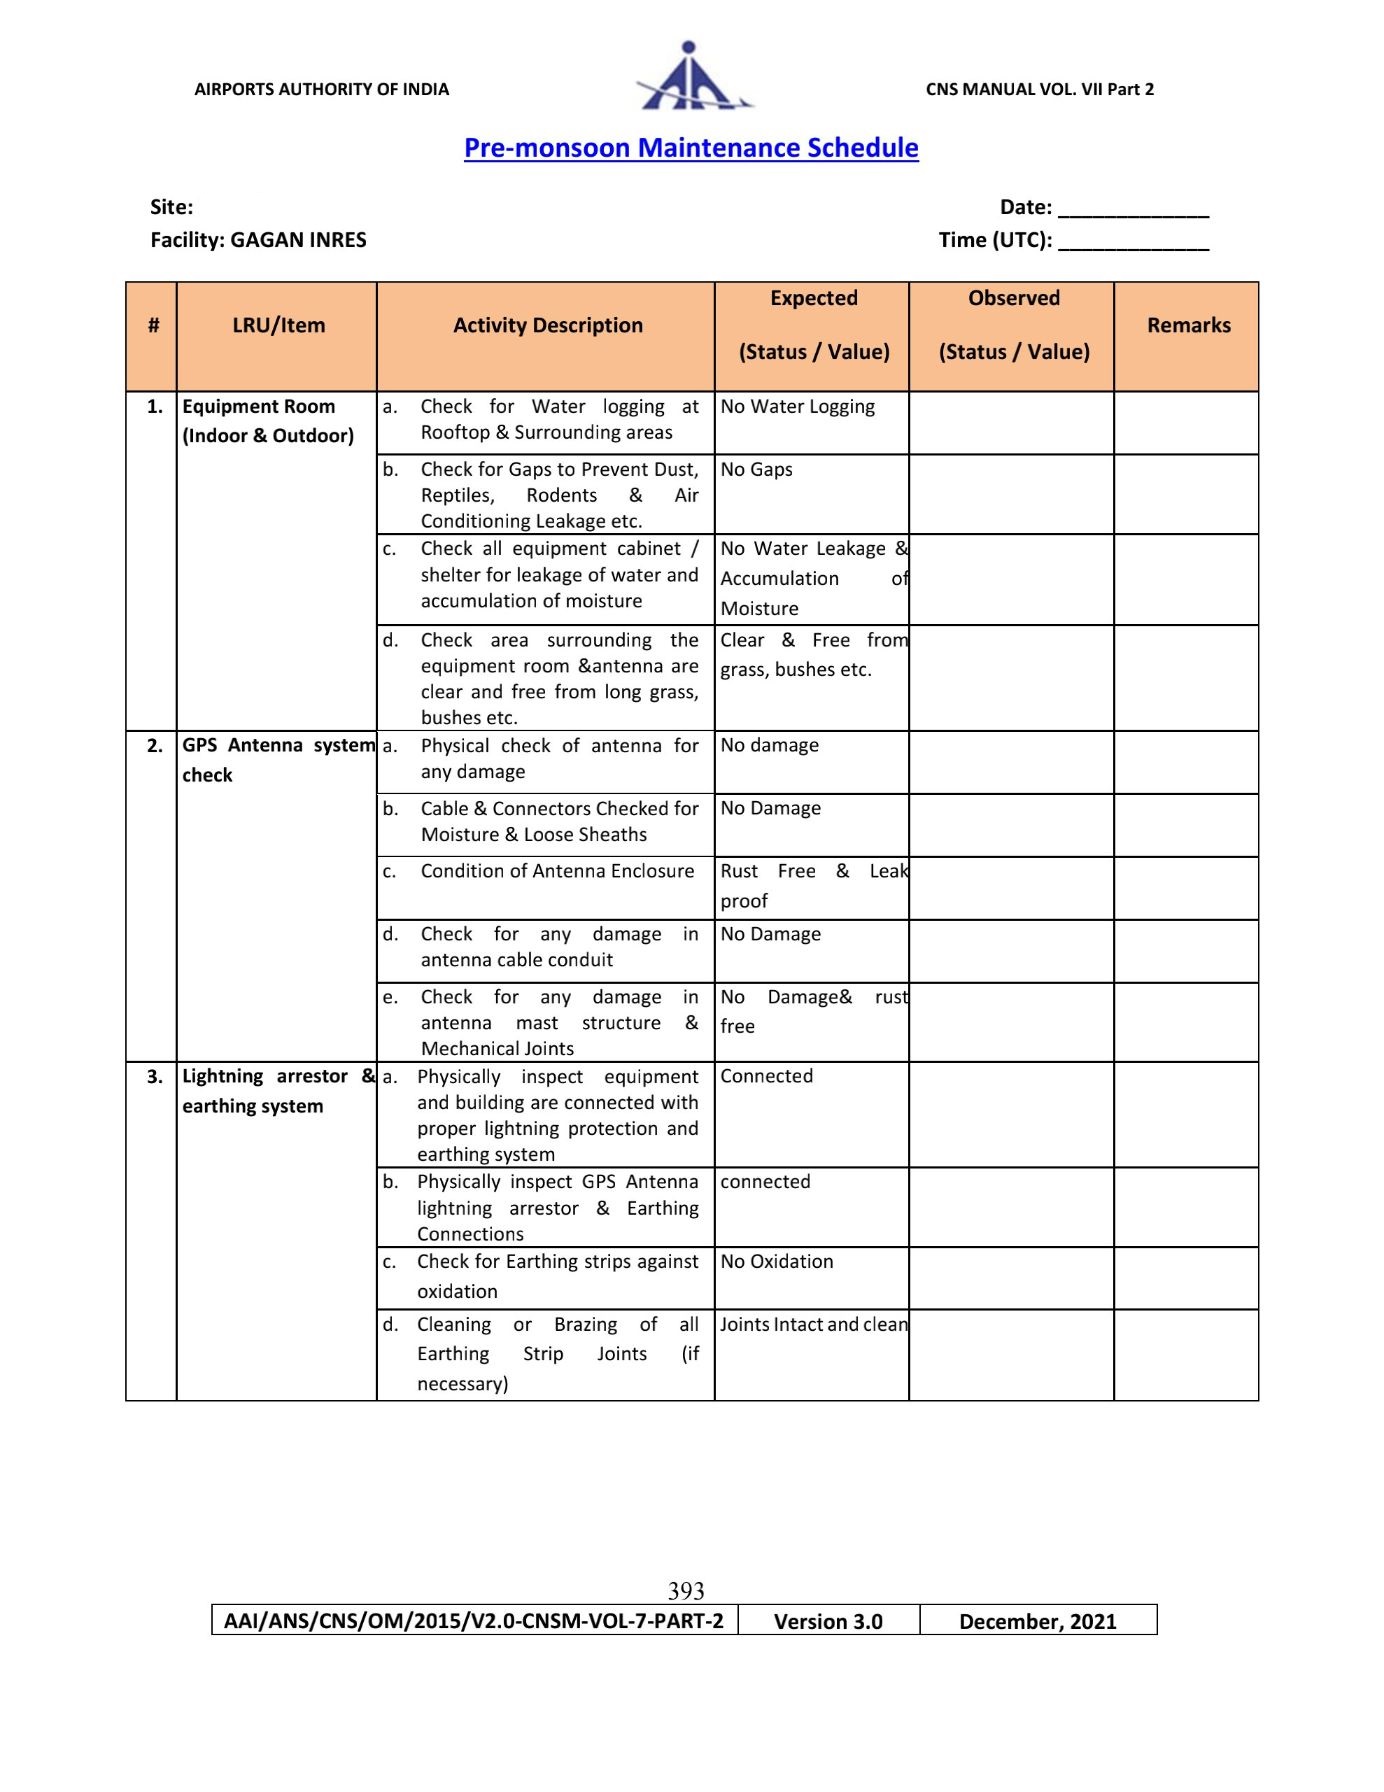 AIRPORTS AUTHORITY OF INDIA
CNS MANUAL VOL. VII Part 2
Pre-monsoon Maintenance Schedule
Site:
Date: _____________
Facility: GAGAN INRES
Time (UTC): _____________
#
LRU/Item
Activity Description
Expected
(Status / Value)
Observed
(Status / Value)
Remarks
1.
Equipment Room
(Indoor & Outdoor)
a. Check for Water logging at
Rooftop & Surrounding areas
No Water Logging
b. Check for Gaps to Prevent Dust,
Reptiles, Rodents & Air
Conditioning Leakage etc.
No Gaps
c. Check all equipment cabinet /
shelter for leakage of water and
accumulation of moisture
No Water Leakage &
Accumulation of
Moisture
d. Check area surrounding the
equipment room &antenna are
clear and free from long grass,
bushes etc.
Clear & Free from
grass, bushes etc.
2.
GPS Antenna system
check
a. Physical check of antenna for
any damage
No damage
b. Cable & Connectors Checked for
Moisture & Loose Sheaths
No Damage
c. Condition of Antenna Enclosure
Rust Free & Leak
proof
d. Check for any damage in
antenna cable conduit
No Damage
e. Check for any damage in
antenna mast structure &
Mechanical Joints
No Damage& rust
free
3.
Lightning arrestor &
earthing system
a. Physically inspect equipment
and building are connected with
proper lightning protection and
earthing system
Connected
b. Physically inspect GPS Antenna
lightning arrestor & Earthing
Connections
connected
c. Check for Earthing strips against
oxidation
No Oxidation
d. Cleaning or Brazing of all
Earthing Strip Joints (if
necessary)
Joints Intact and clean
393
AAI/ANS/CNS/OM/2015/V2.0-CNSM-VOL-7-PART-2
Version 3.0
December, 2021